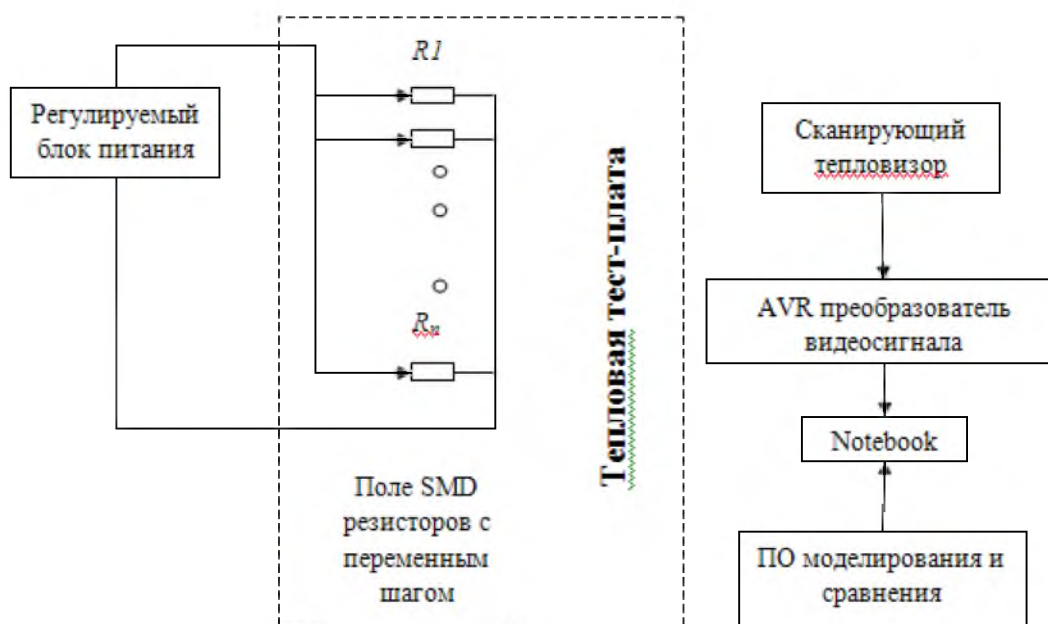 R1
Регулируемый
блок питания
Rn
Поле SMD
резисторов с
переменным
шагом
Тепловая тест-плата
Сканирующий
тепловизор
AVR преобразователь
видеосигнала
Notebook
ПО моделирования и
сравнения